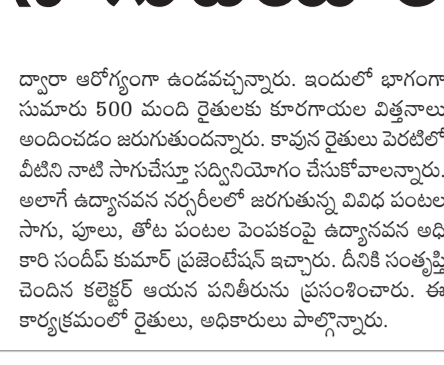 ద్వారా ఆరోగ్యంగా ఉండవచ్చన్నారు. ఇందులో భాగంగా
సుమారు 500 మంది రైతులకు కూరగాయల విత్తనాలు
అందించడం జరుగుతుందన్నారు. కావున రైతులు పెరటిలో
వీటిని నాటి సాగుచేస్తూ సద్వినియోగం చేసుకోవాలన్నారు.
అలాగే ఉద్యానవన నర్సరీలలో జరగుతున్న వివిధ పంటల
సాగు, పూలు, తోట పంటల పెంపకంపై ఉద్యానవన అధి
కారి సందీప్ కుమార్ ప్రజెంటేషన్ ఇచ్చారు. దీనికి సంతృప్తి
చెందిన కలెక్టర్ ఆయన పనితీరును ప్రసంశించారు. ఈ
కార్యక్రమంలో రైతులు, అధికారులు పాల్గొన్నారు.